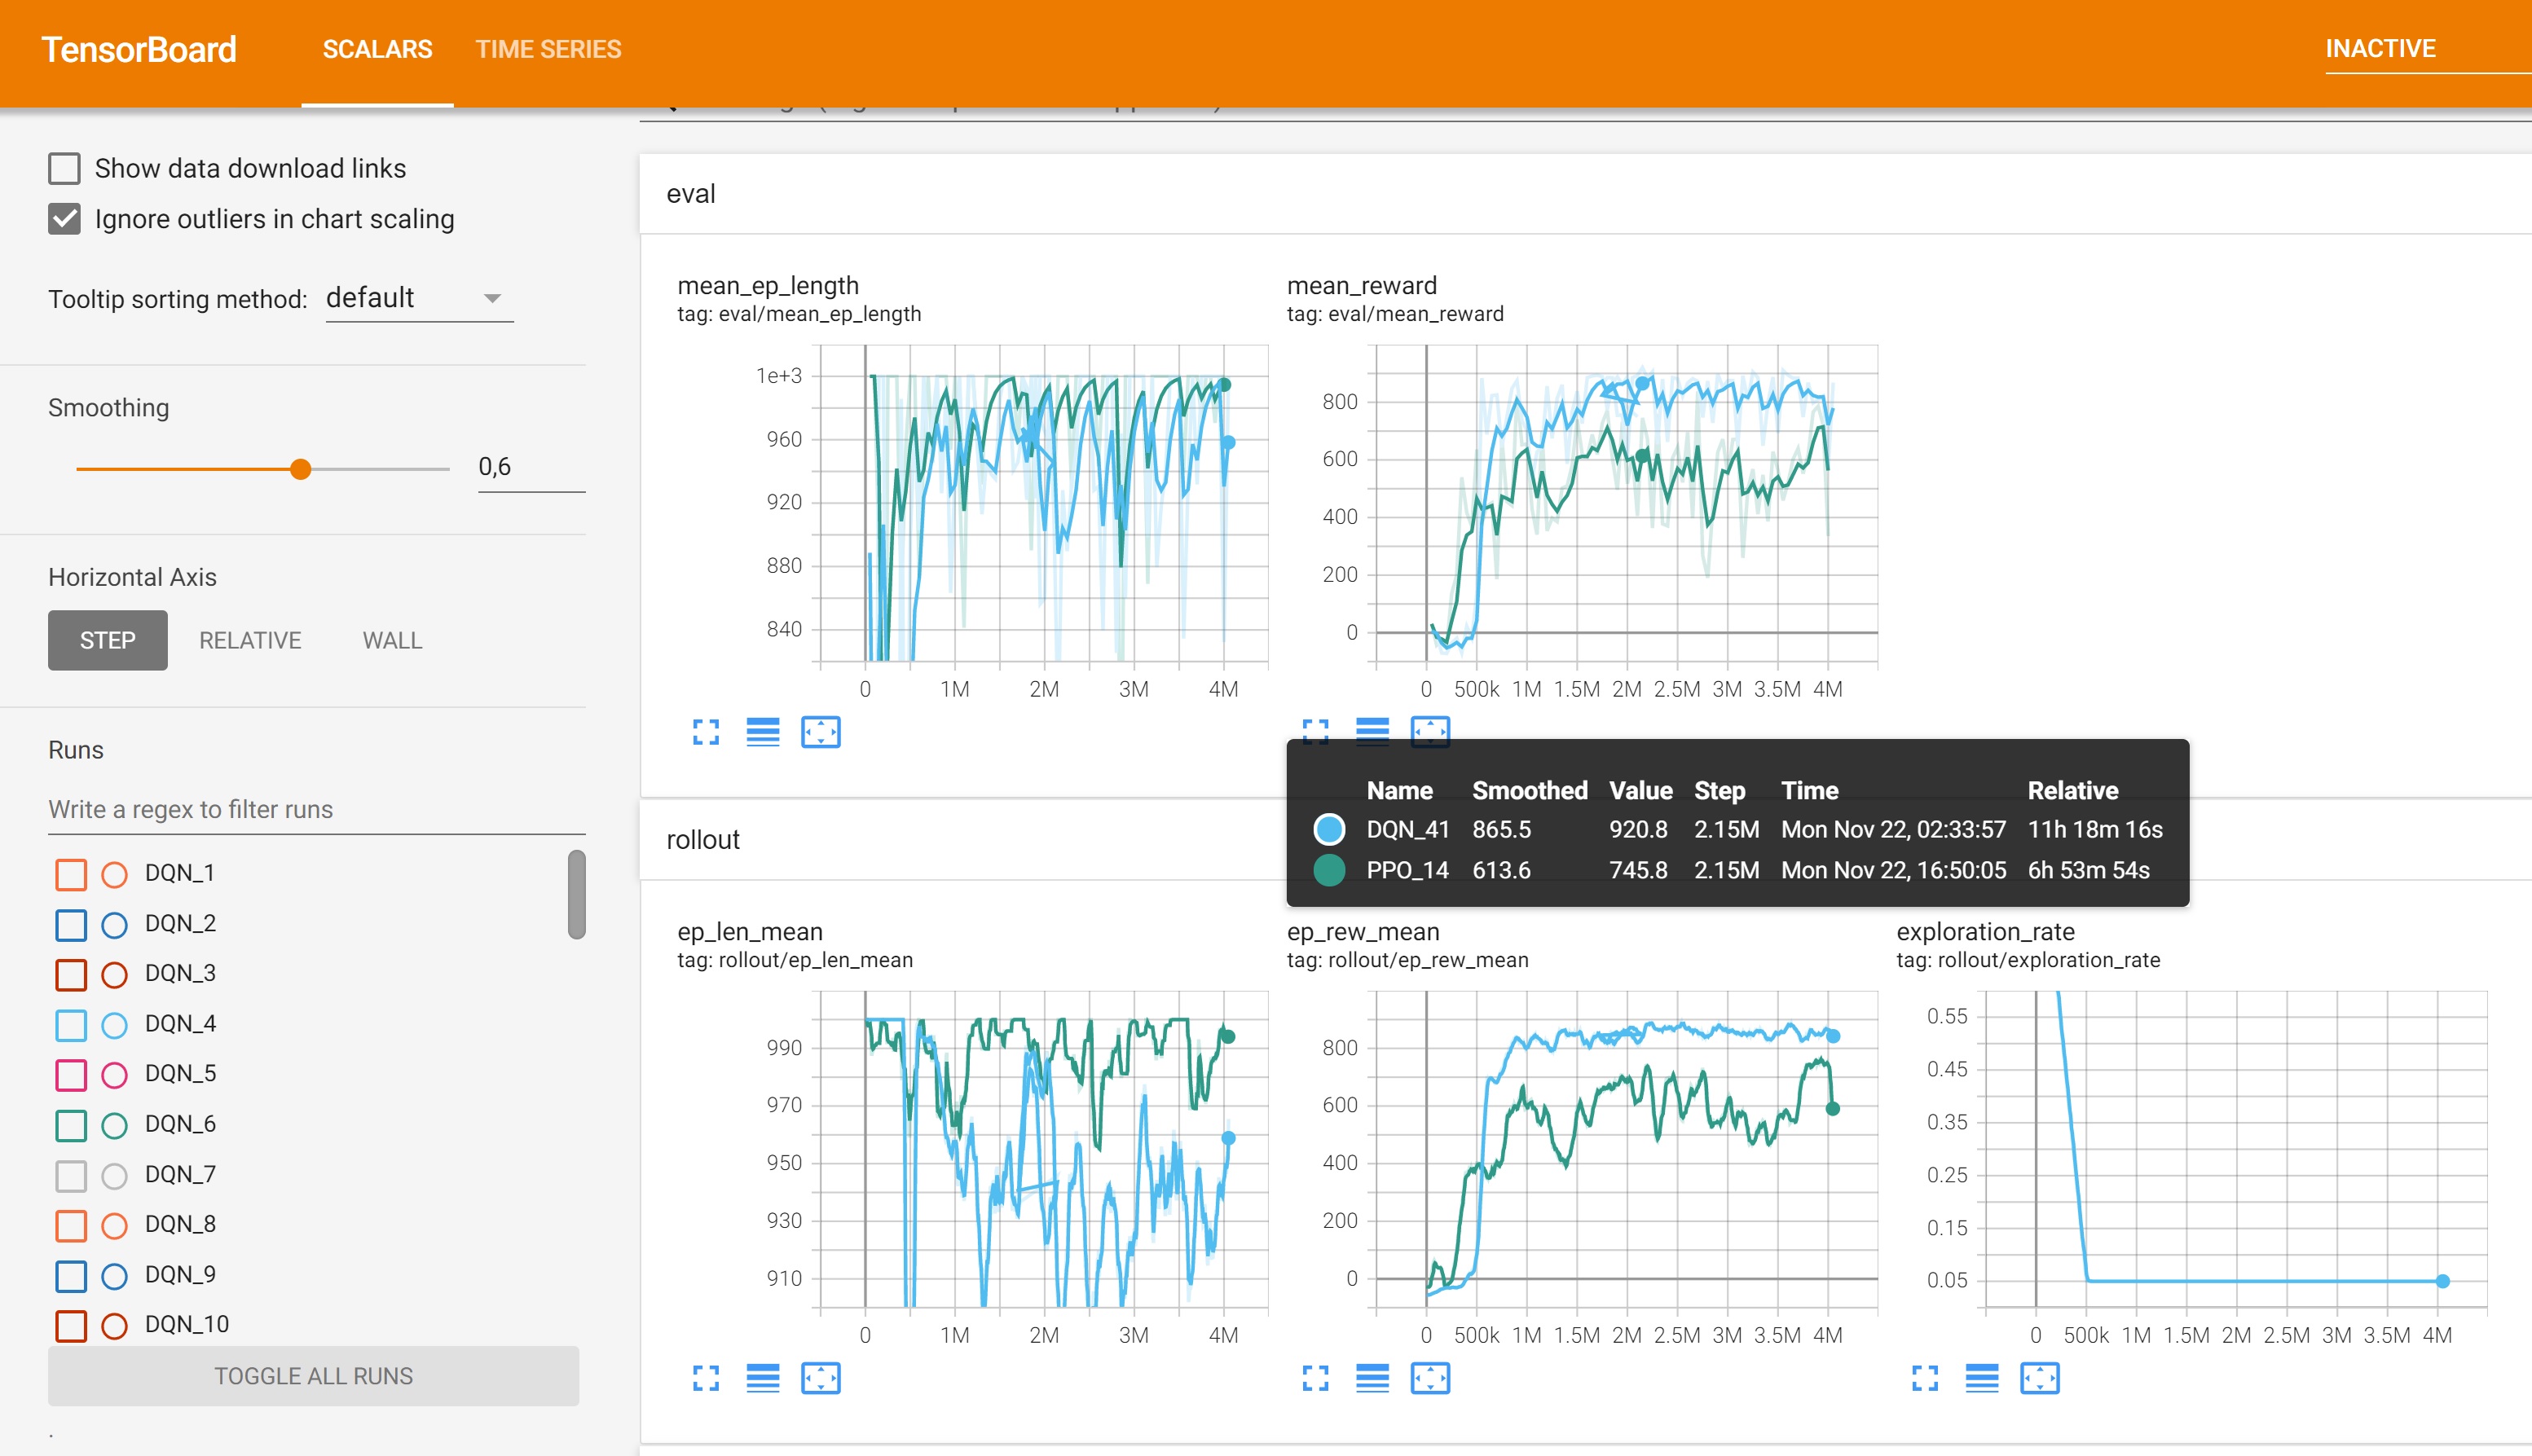 TensorBoard
SCALARS
TIME SERIES
INACTIVE
Show data download links
Ignore outliers in chart scaling
Tooltip sorting method: default
Smoothing
0,6
Horizontal Axis
STEP RELATIVE WALL
Runs
Write a regex to filter runs
DQN_1
DQN_2
DQN_3
DQN_4
DQN_5
DQN_6
DQN_7
DQN_8
DQN_9
DQN_10
TOGGLE ALL RUNS
.
eval
mean_ep_length
tag: eval/mean_ep_length
1e+3
960
920
880
840
0 1M 2M 3M 4M
mean_reward
tag: eval/mean_reward
800
600
400
200
0
0 500k 1M 1.5M 2M 2.5M 3M 3.5M 4M
Name Smoothed Value Step Time Relative
DQN_41 865.5 920.8 2.15M Mon Nov 22, 02:33:57 11h 18m 16s
PPO_14 613.6 745.8 2.15M Mon Nov 22, 16:50:05 6h 53m 54s
rollout
ep_len_mean
tag: rollout/ep_len_mean
990
970
950
930
910
0 1M 2M 3M 4M
ep_rew_mean
tag: rollout/ep_rew_mean
800
600
400
200
0
0 500k 1M 1.5M 2M 2.5M 3M 3.5M 4M
exploration_rate
tag: rollout/exploration_rate
0.55
0.45
0.35
0.25
0.15
0.05
0 500k 1M 1.5M 2M 2.5M 3M 3.5M 4M